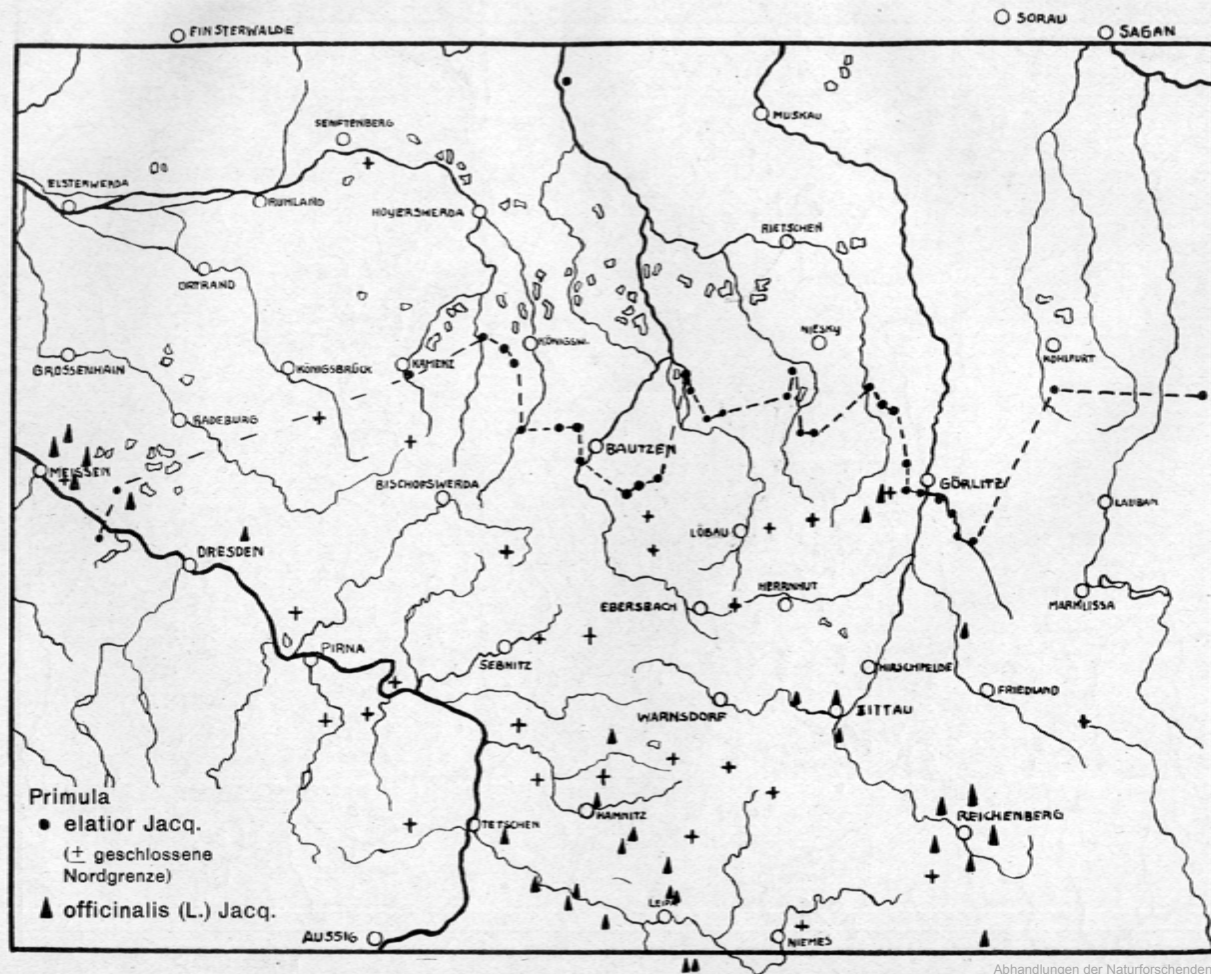 FINSTERWALDE
SORAU
SAGAN
MUSKAU
SENFTENBERG
ELSTERWERDA
RUHLAND
HOYERSWERDA
RIETSCHEN
ORTRAND
NIESKY
KÖNIGSW.
KOHLFURT
GROSSENHAIN
KÖNIGSBRÜCK
KAMENZ
RADEBURG
BAUTZEN
MEISSEN
BISCHOFSWERDA
GÖRLITZ
LAUBAN
LÖBAU
DRESDEN
HERRNHUT
EBERSBACH
MARKLISSA
PIRNA
SEBNITZ
HIRSCHFELDE
FRIEDLAND
WARNSDORF
ZITTAU
Primula
elatior Jacq.
(± geschlossene
Nordgrenze)
officinalis (L.) Jacq.
TETSCHEN
KAMNITZ
REICHENBERG
LEIPA
AUSSIG
NIEMES
Abhandlungen der Naturforschenden